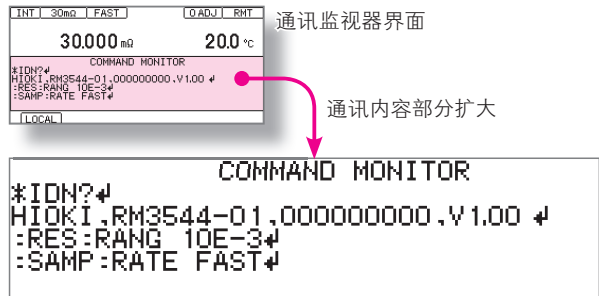 INT 30mΩ FAST 0ADJ RMT
通讯监视器界面
30.000 mΩ 20.0 ℃
COMMAND MONITOR
*IDN?↵
HIOKI,RM3544-01,000000000,V1.00 ↵
:RES:RANG 10E-3↵
:SAMP:RATE FAST↵
LOCAL
通讯内容部分扩大
COMMAND MONITOR
*IDN?↵
HIOKI,RM3544-01,000000000,V1.00 ↵
:RES:RANG 10E-3↵
:SAMP:RATE FAST↵